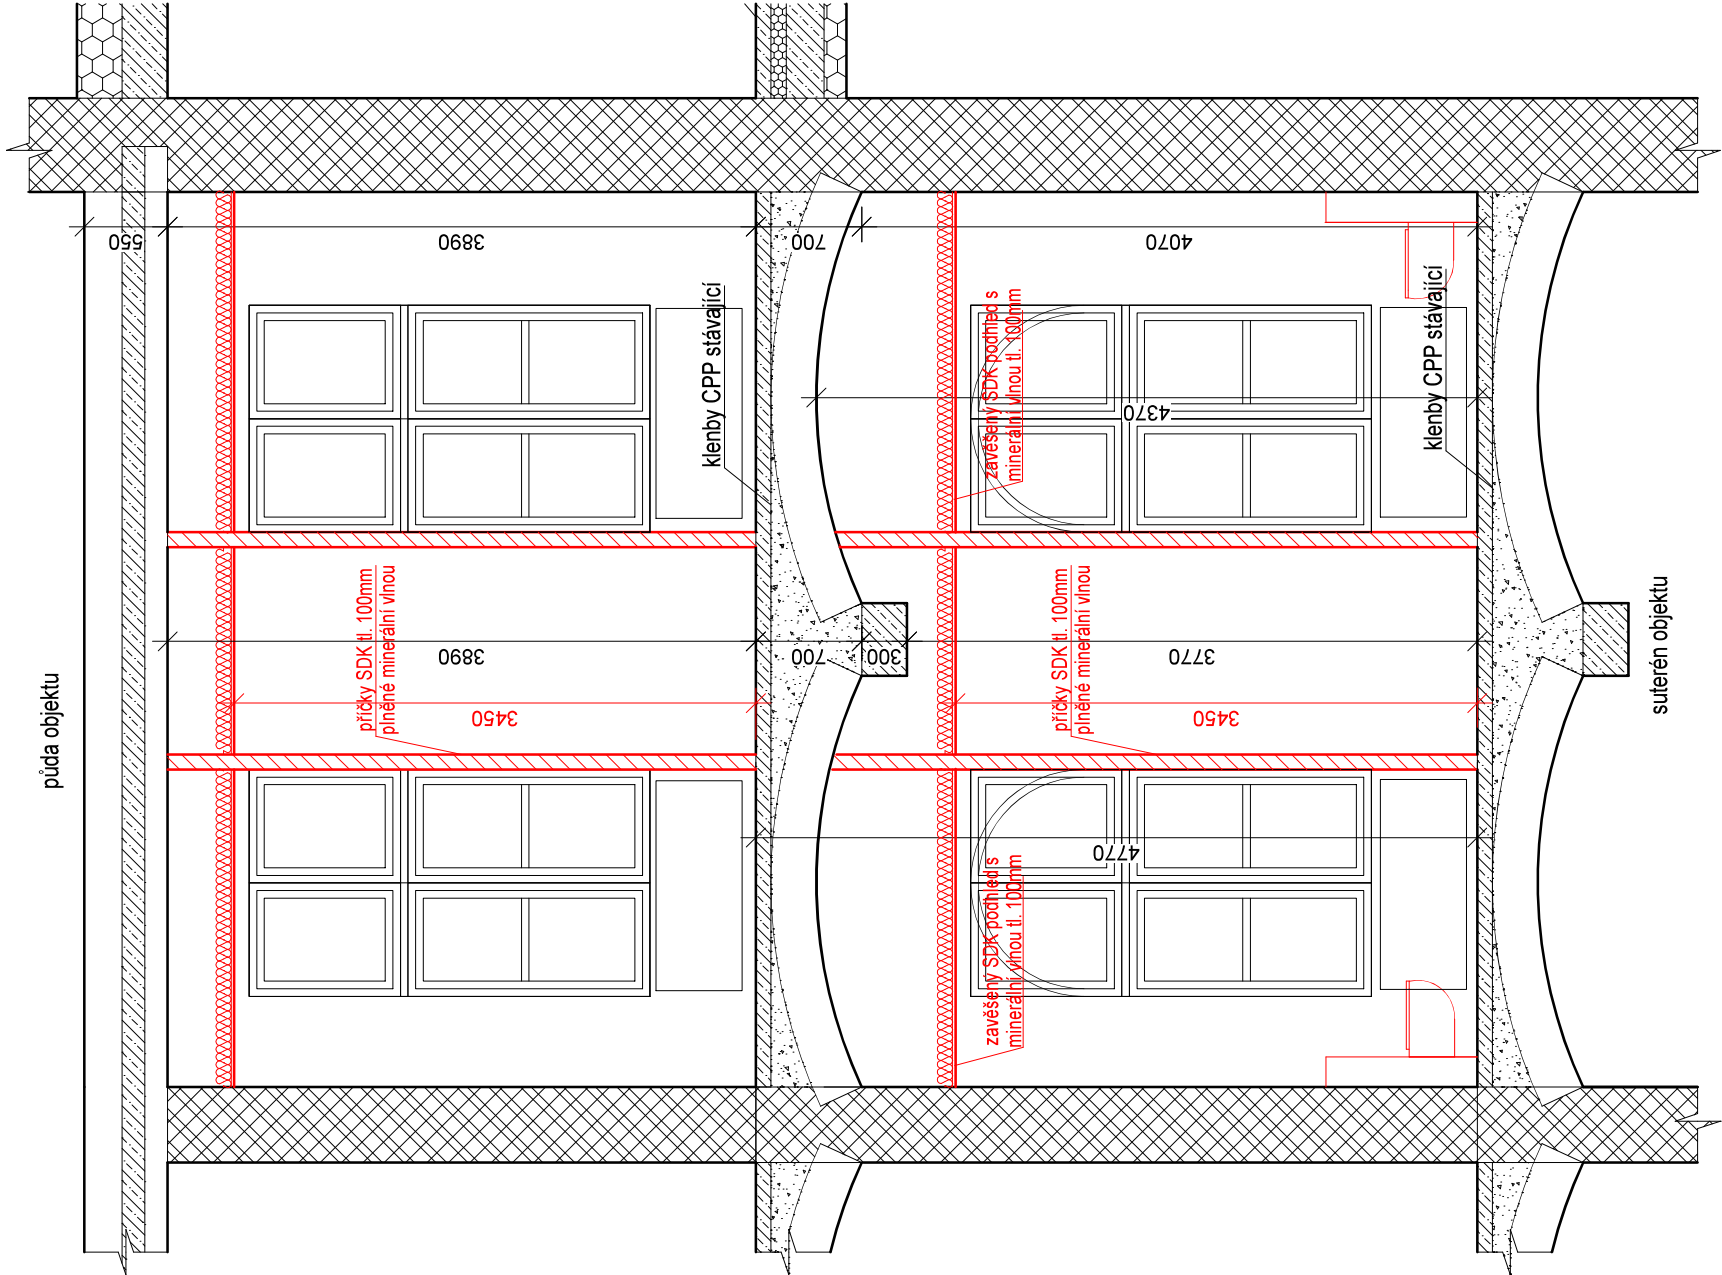 půda objektu
550
3890
700
4070
klenby CPP stávající
závěšený SDK podhled s
minerální vlnou tl. 100mm
4370
klenby CPP stávající
příčky SDK tl. 100mm
plněné minerální vlnou
3890
700
300
3770
příčky SDK tl. 100mm
plněné minerální vlnou
3450
3450
suterén objektu
4770
závěšený SDK podhled s
minerální vlnou tl. 100mm